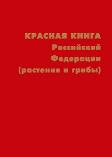 КРАСНАЯ КНИГА
Российской
Федерации
(растения и грибы)